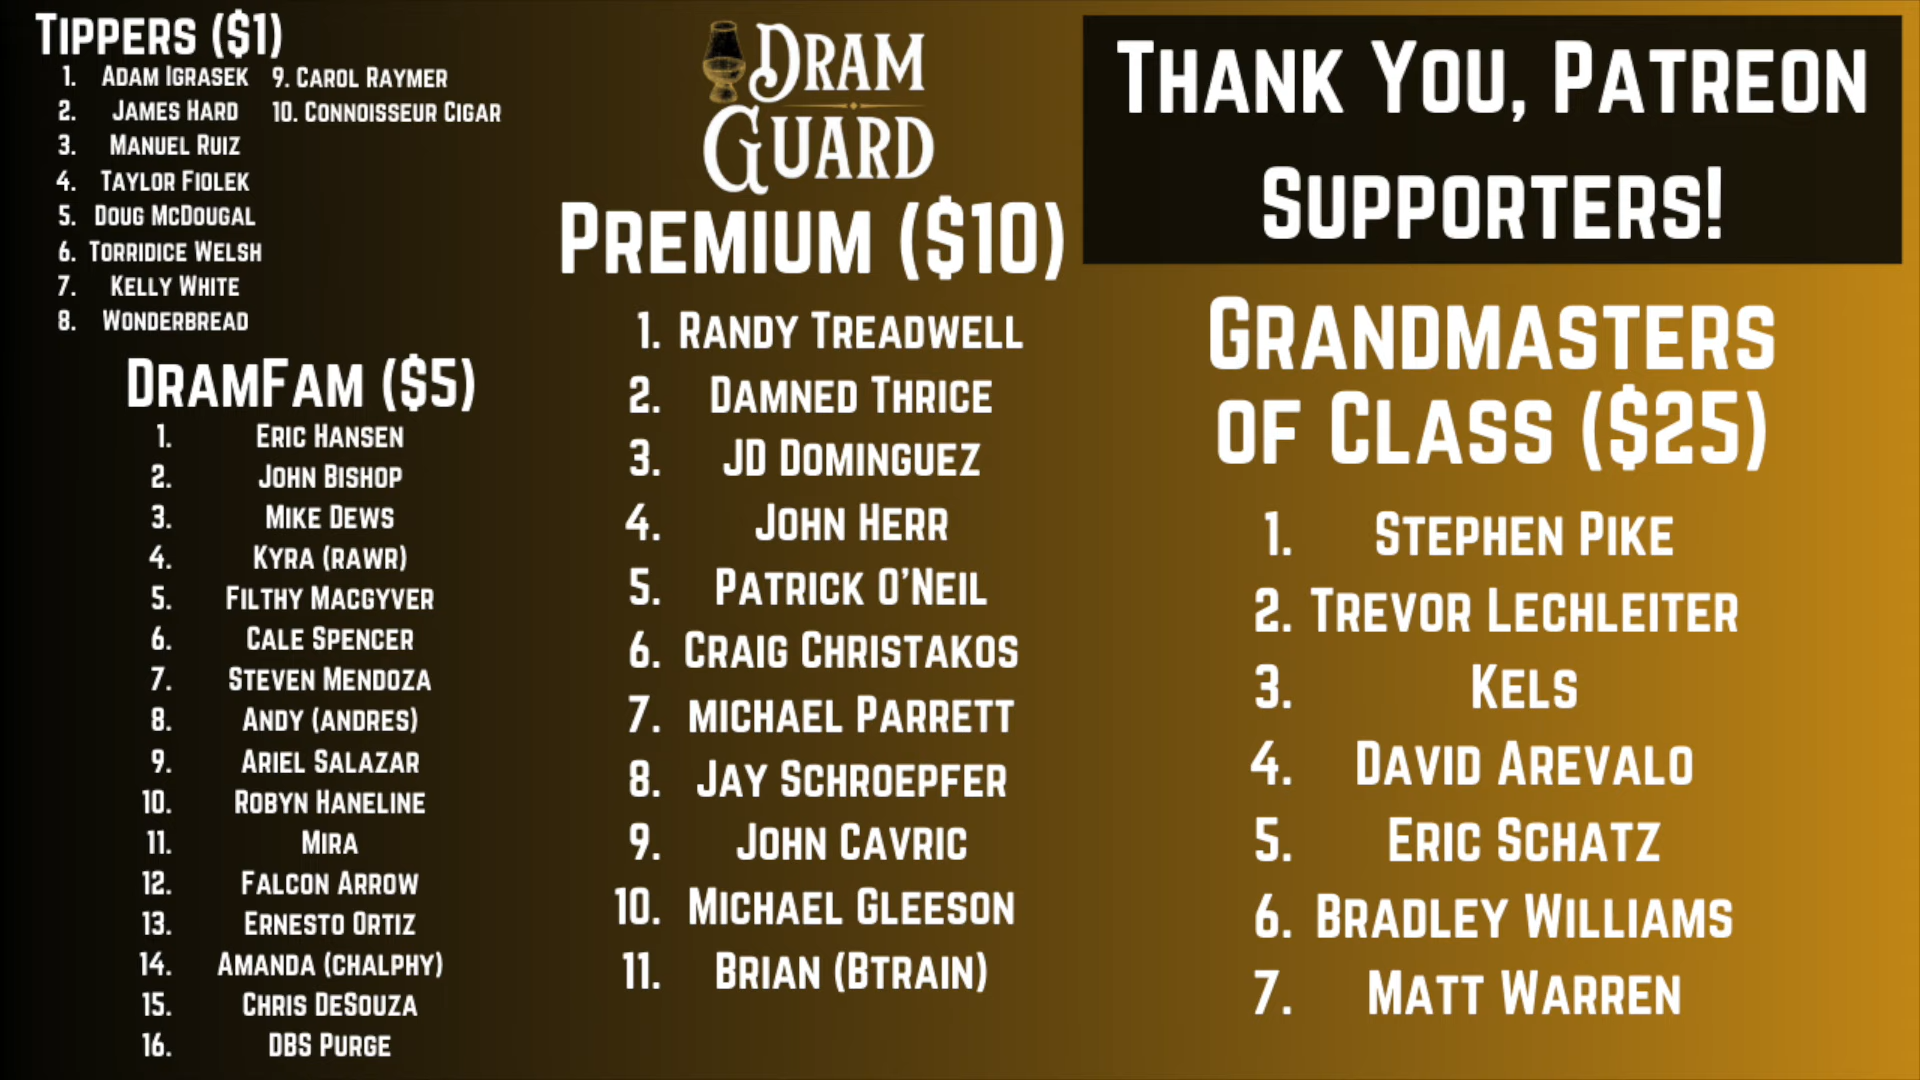 Tippers ($1)
1. Adam Igrasek
2. James Hard
3. Manuel Ruiz
4. Taylor Fiolek
5. Doug McDougal
6. Torridice Welsh
7. Kelly White
8. Wonderbread
9. Carol Raymer
10. Connoisseur Cigar
DramFam ($5)
1. Eric Hansen
2. John Bishop
3. Mike Dews
4. Kyra (rawr)
5. Filthy Macgyver
6. Cale Spencer
7. Steven Mendoza
8. Andy (andres)
9. Ariel Salazar
10. Robyn Haneline
11. Mira
12. Falcon Arrow
13. Ernesto Ortiz
14. Amanda (chalphy)
15. Chris DeSouza
16. DBS Purge
Dram
Guard
Premium ($10)
1. Randy Treadwell
2. Damned Thrice
3. JD Dominguez
4. John Herr
5. Patrick O'Neil
6. Craig Christakos
7. michael Parrett
8. Jay Schroepfer
9. John Cavric
10. Michael Gleeson
11. Brian (Btrain)
Thank You, Patreon
Supporters!
Grandmasters
of Class ($25)
1. Stephen Pike
2. Trevor Lechleiter
3. Kels
4. David Arevalo
5. Eric Schatz
6. Bradley Williams
7. Matt Warren